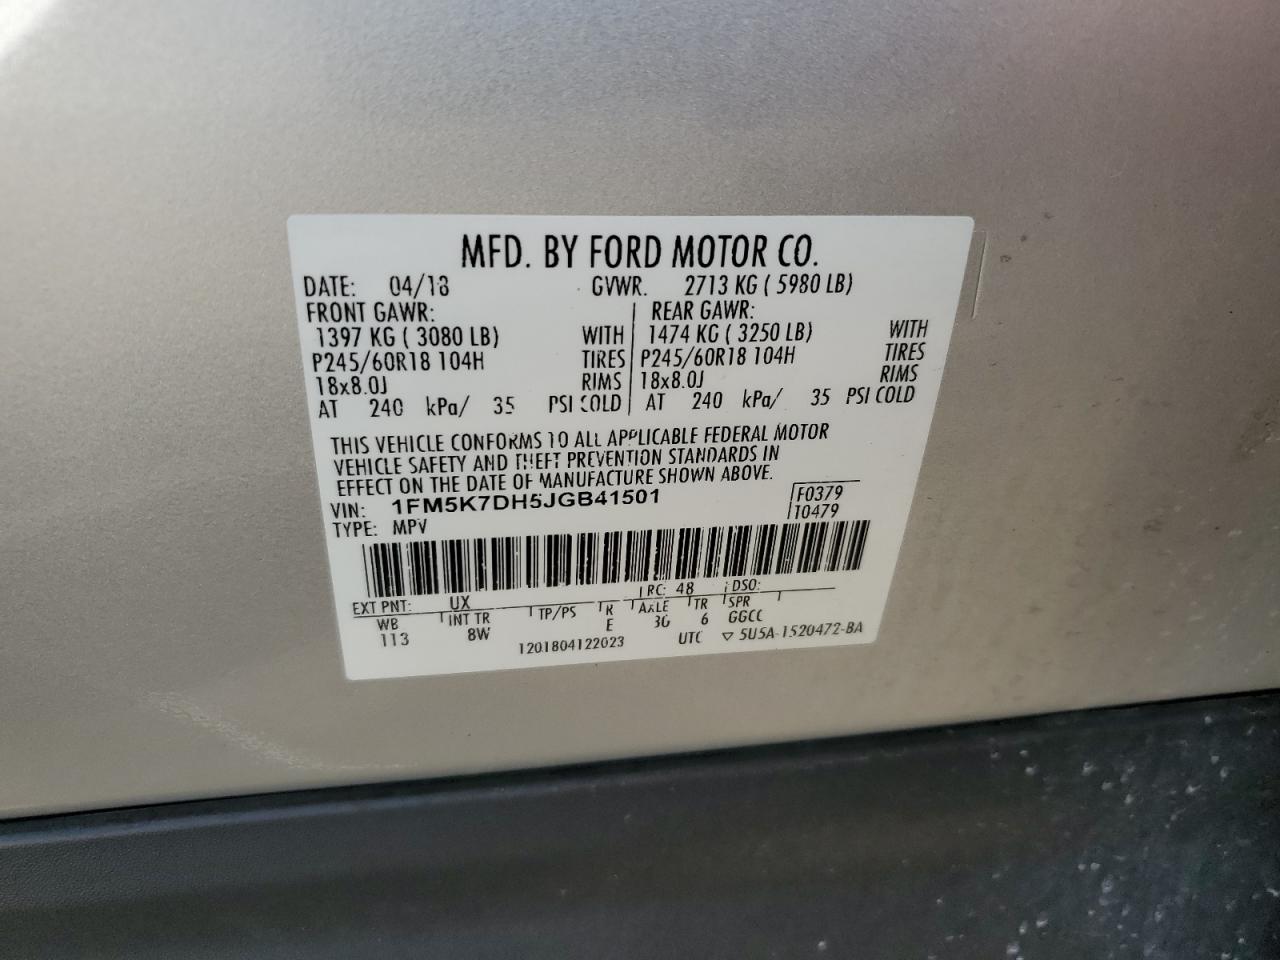 MFD. BY FORD MOTOR CO.
DATE: 04/18 GVWR. 2713 KG ( 5980 LB)
FRONT GAWR: REAR GAWR:
1397 KG ( 3080 LB) WITH 1474 KG ( 3250 LB) WITH
P245/60R18 104H TIRES P245/60R18 104H TIRES
18x8.0J RIMS 18x8.0J RIMS
AT 240 kPa/ 35 PSI COLD AT 240 kPa/ 35 PSI COLD
THIS VEHICLE CONFORMS TO ALL APPLICABLE FEDERAL MOTOR
VEHICLE SAFETY AND THEFT PREVENTION STANDARDS IN
EFFECT ON THE DATE OF MANUFACTURE SHOWN ABOVE.
VIN: 1FM5K7DH5JGB41501 F0379
TYPE: MPV 10479
RC: 48 DSO:
EXT PNT: UX
WB INT TR TP/PS R AXLE TR SPR
113 8W E 3G 6 GGCC
1201804122023 UTC ▽ 5U5A-1520472-BA